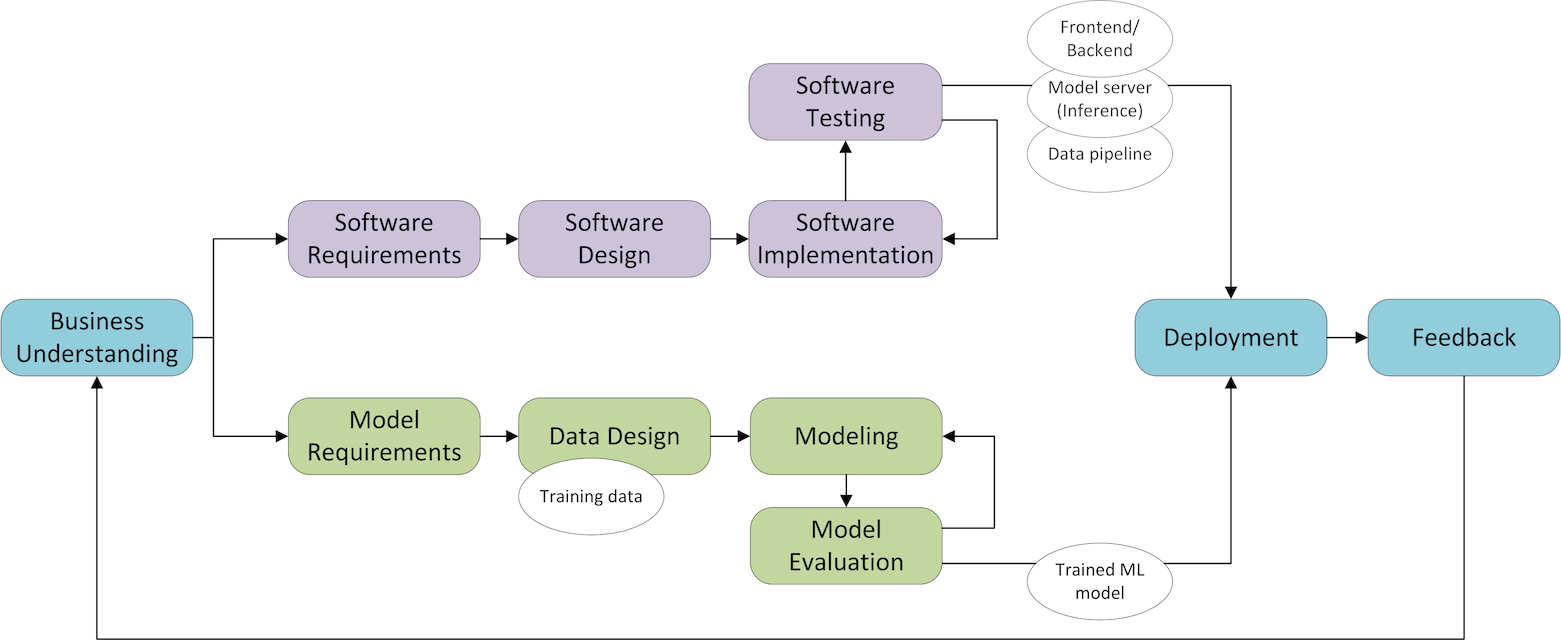 Frontend/
Backend
Software
Testing
Model server
(Inference)
Data pipeline
Software
Requirements
Software
Design
Software
Implementation
Business
Understanding
Deployment
Feedback
Model
Requirements
Data Design
Modeling
Training data
Model
Evaluation
Trained ML
model